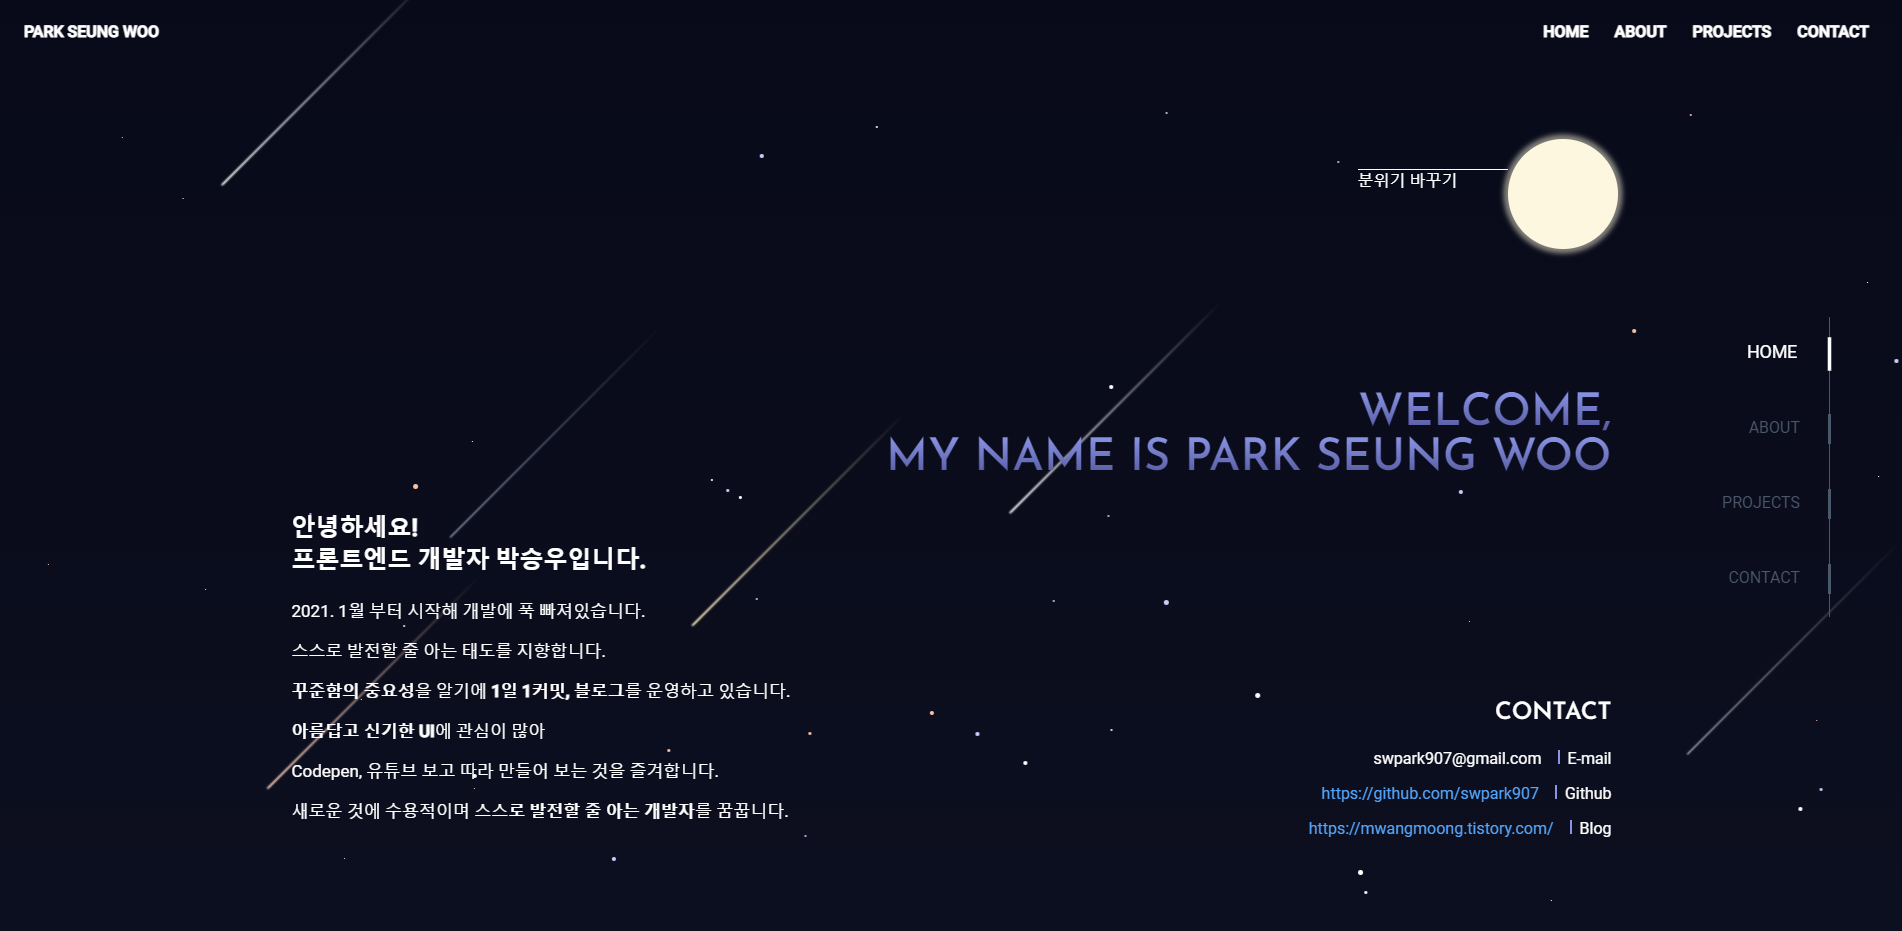 PARK SEUNG WOO
HOME ABOUT PROJECTS CONTACT
분위기 바꾸기
WELCOME,
MY NAME IS PARK SEUNG WOO
HOME
ABOUT
PROJECTS
CONTACT
안녕하세요!
프론트엔드 개발자 박승우입니다.
2021. 1월 부터 시작해 개발에 푹 빠져있습니다.
스스로 발전할 줄 아는 태도를 지향합니다.
꾸준함의 중요성을 알기에 1일 1커밋, 블로그를 운영하고 있습니다.
아름답고 신기한 UI에 관심이 많아
Codepen, 유튜브 보고 따라 만들어 보는 것을 즐겨합니다.
새로운 것에 수용적이며 스스로 발전할 줄 아는 개발자를 꿈꿉니다.
CONTACT
swpark907@gmail.com | E-mail
https://github.com/swpark907 | Github
https://mwangmoong.tistory.com/ | Blog